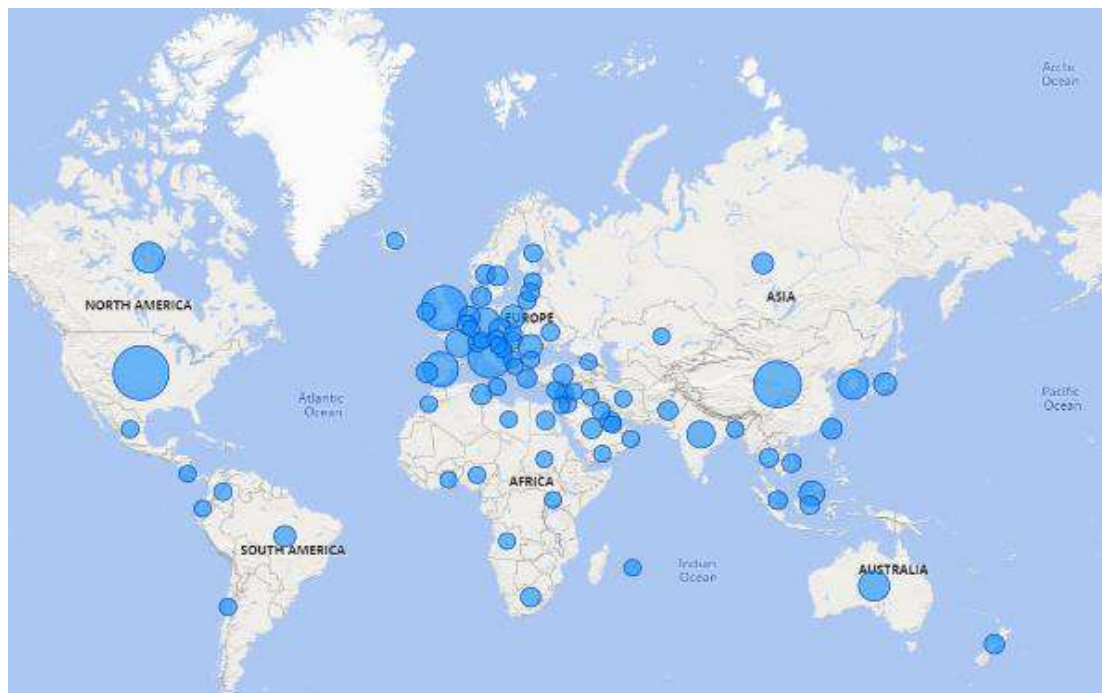 Arctic
Ocean
ASIA
NORTH AMERICA
EUROPE
Atlantic
Ocean
Pacific
Ocean
AFRICA
SOUTH AMERICA
Indian
Ocean
AUSTRALIA